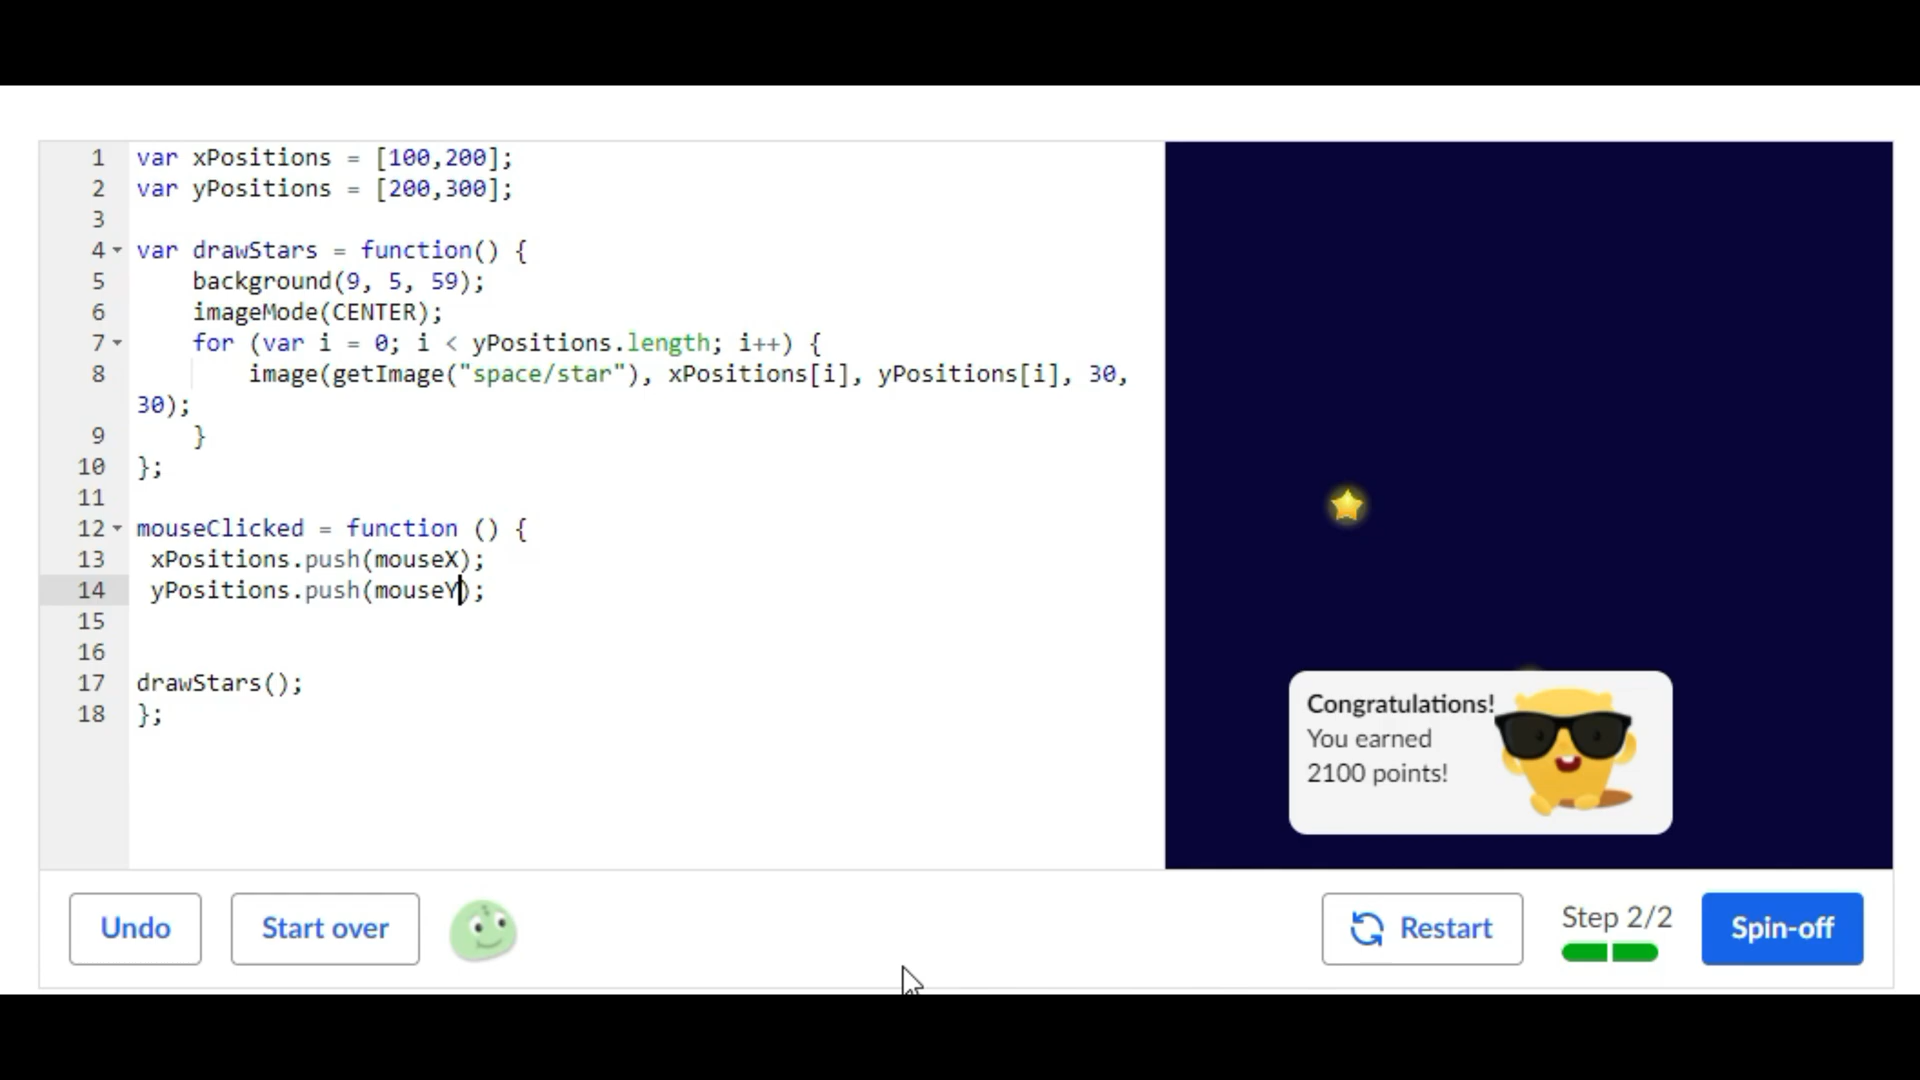 1 var xPositions = [100,200];
2 var yPositions = [200,300];
3
4 var drawStars = function() {
5     background(9, 5, 59);
6     imageMode(CENTER);
7     for (var i = 0; i < yPositions.length; i++) {
8         image(getImage("space/star"), xPositions[i], yPositions[i], 30,
30);
9     }
10 };
11
12 mouseClicked = function () {
13  xPositions.push(mouseX);
14  yPositions.push(mouseY);
15
16
17 drawStars();
18 };
Congratulations!
You earned
2100 points!
Undo
Start over
Restart
Step 2/2
Spin-off